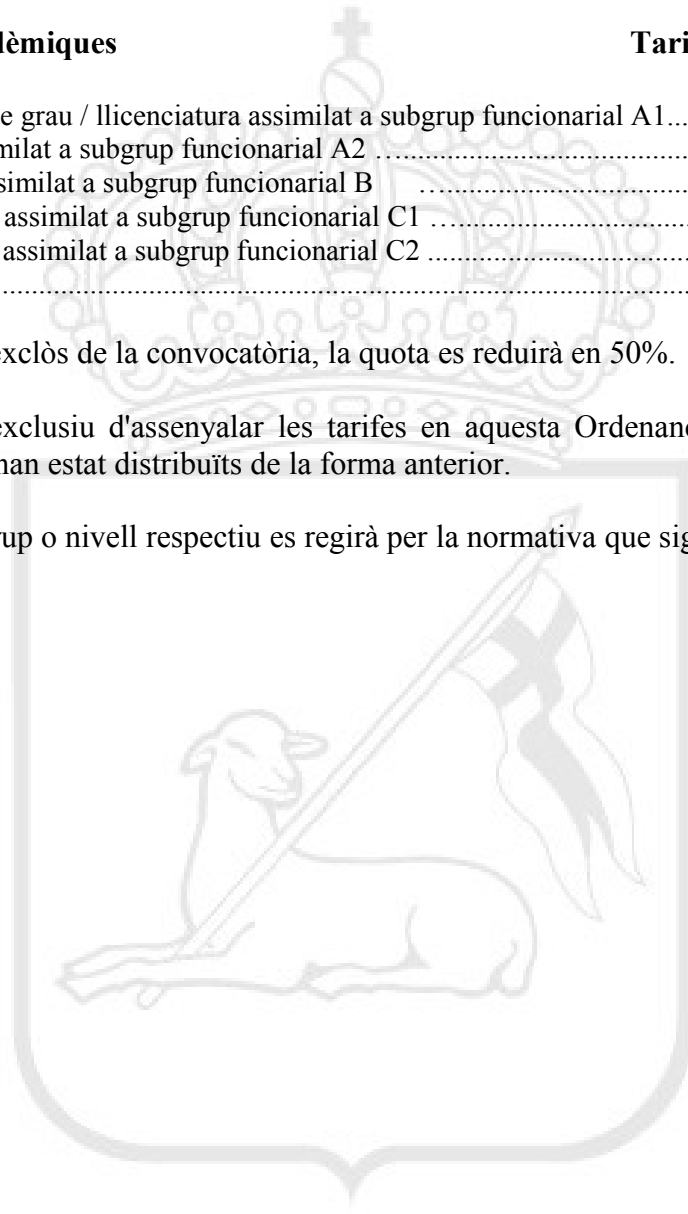 dèmiques Tari
e grau / llicenciatura assimilat a subgrup funcionarial A1...
milat a subgrup funcionarial A2 …...........................................
similat a subgrup funcionarial B …......................................
assimilat a subgrup funcionarial C1 …..................................
assimilat a subgrup funcionarial C2 .....................................
...............................................................................................
exclòs de la convocatòria, la quota es reduirà en 50%.
exclusiu d'assenyalar les tarifes en aquesta Ordenanc
han estat distribuïts de la forma anterior.
rup o nivell respectiu es regirà per la normativa que sig